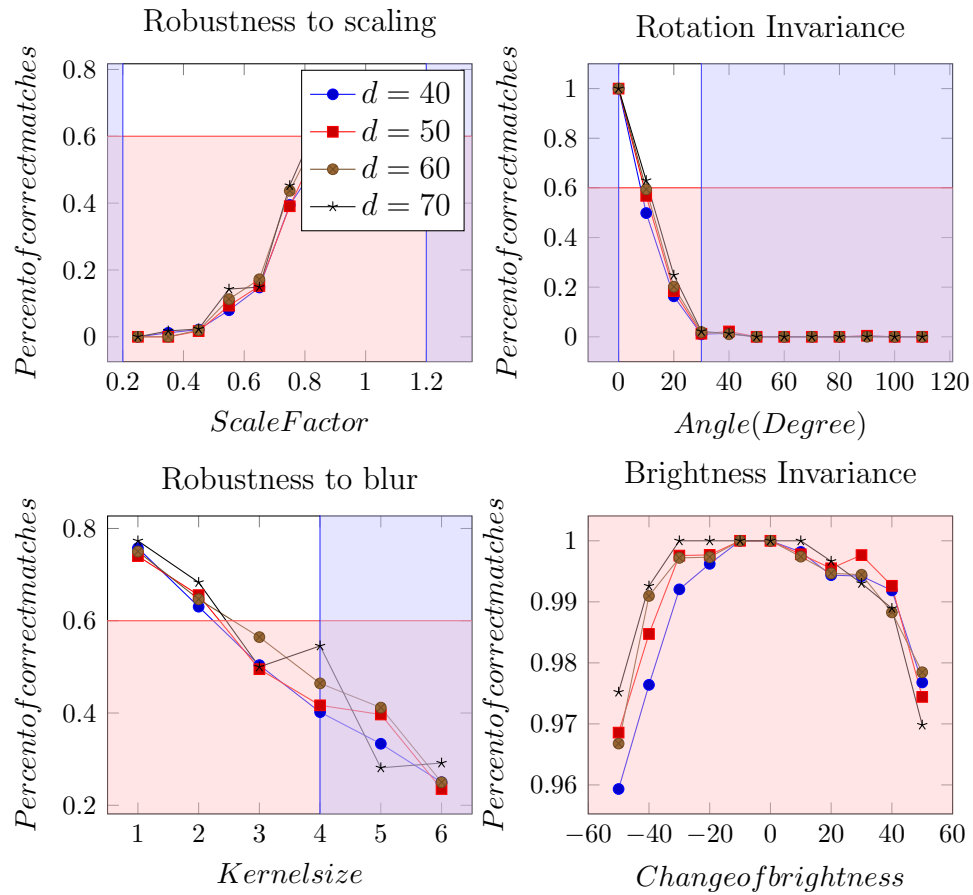 Robustness to scaling
Percentofcorrectmatches
0.8
0.6
0.4
0.2
0
0.2 0.4 0.6 0.8 1 1.2
ScaleFactor
d = 40
d = 50
d = 60
d = 70
Rotation Invariance
Percentofcorrectmatches
1
0.8
0.6
0.4
0.2
0
0 20 40 60 80 100 120
Angle(Degree)
Robustness to blur
Percentofcorrectmatches
0.8
0.6
0.4
0.2
1 2 3 4 5 6
Kernelsize
Brightness Invariance
Percentofcorrectmatches
1
0.99
0.98
0.97
0.96
−60 −40 −20 0 20 40 60
Changeofbrightness